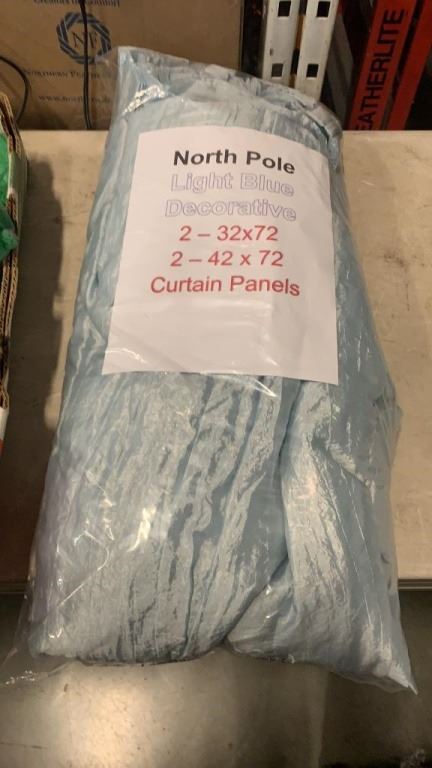 North Pole
Light Blue
Decorative
2 – 32x72
2 – 42 x 72
Curtain Panels
EATHERLITE